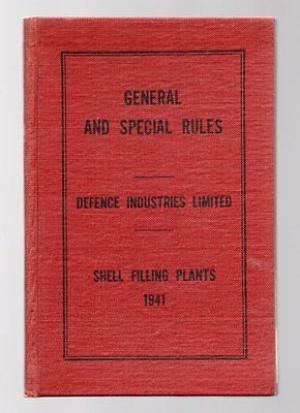 GENERAL
AND SPECIAL RULES
DEFENCE INDUSTRIES LIMITED
SHELL FILLING PLANTS
1941